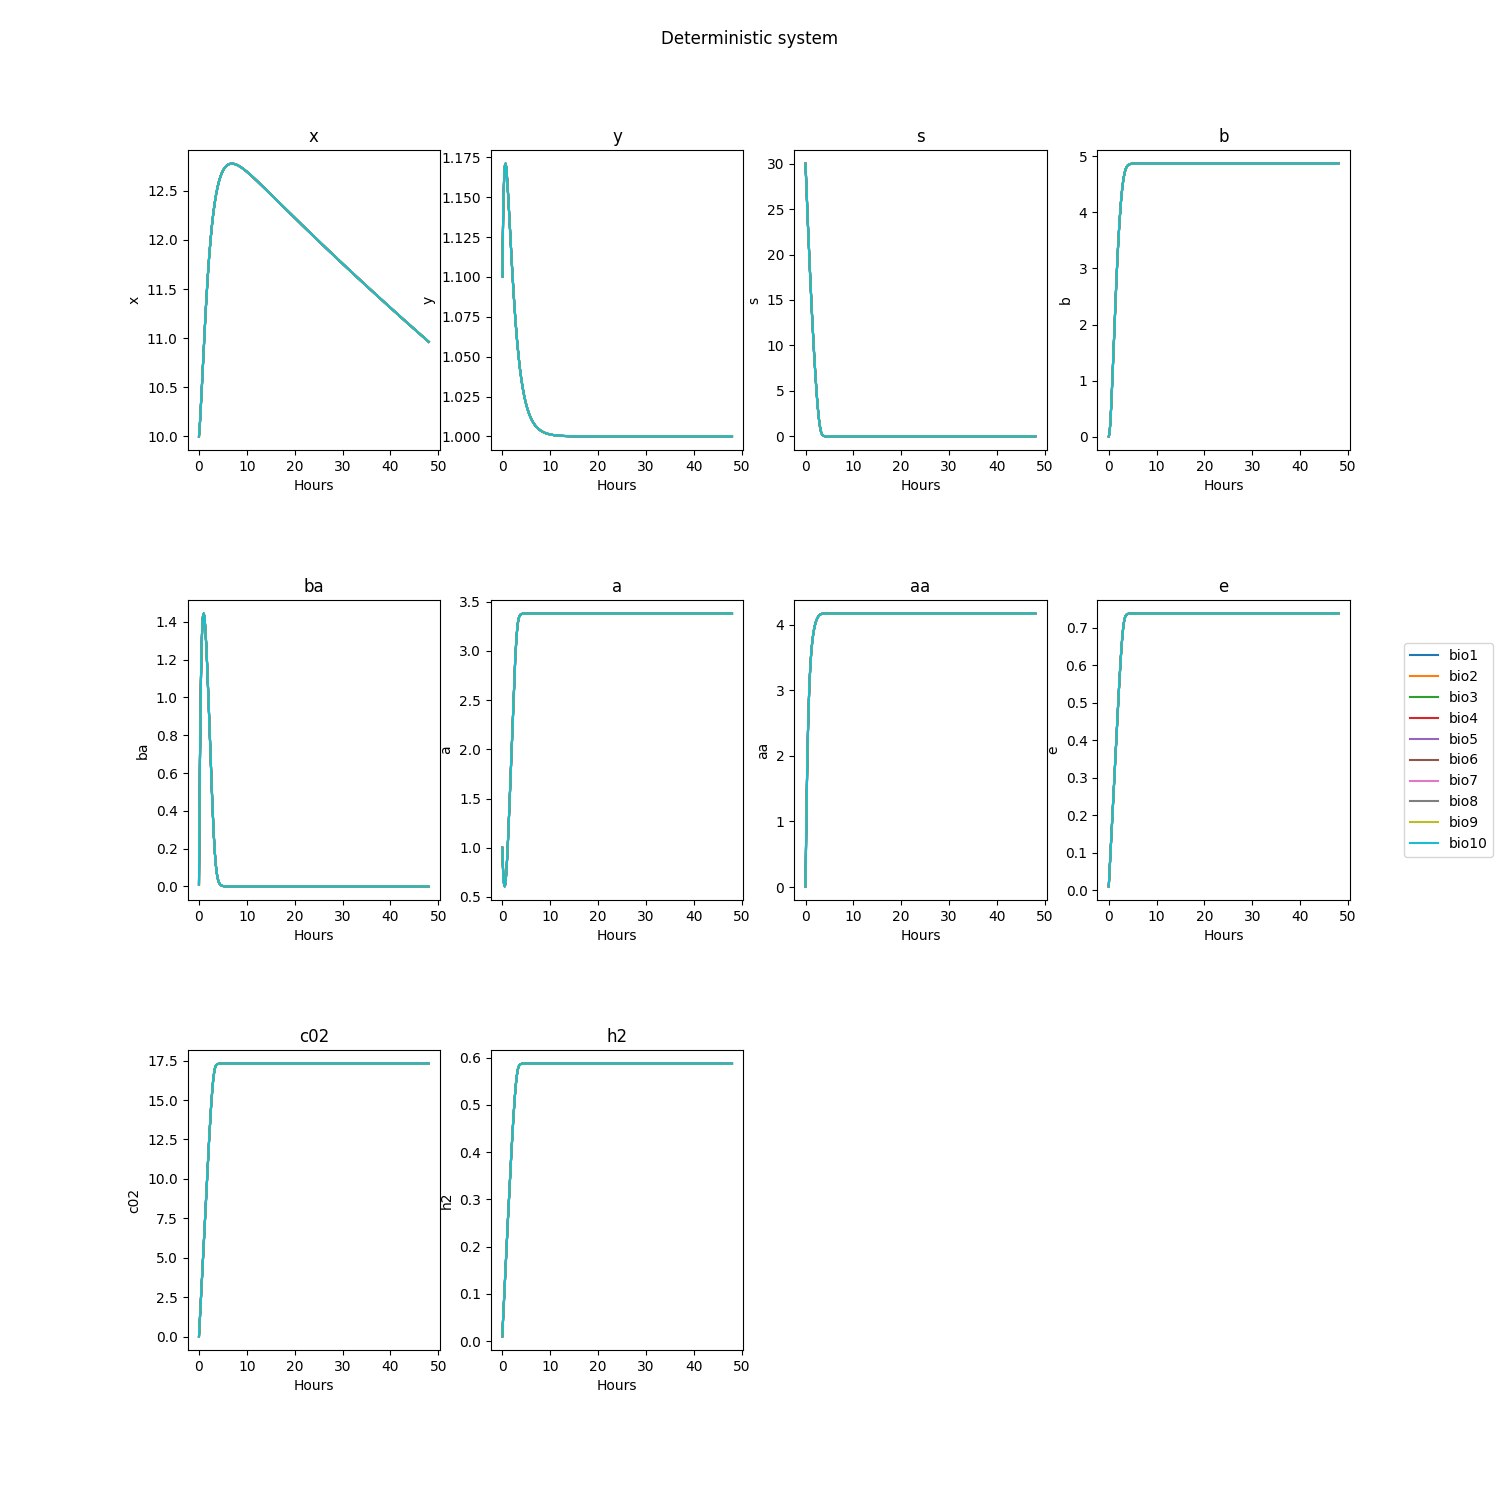 Deterministic system
x
12.5
12.0
11.5
11.0
10.5
10.0
x
0 10 20 30 40 50
Hours
y
1.175
1.150
1.125
1.100
1.075
1.050
1.025
1.000
y
0 10 20 30 40 50
Hours
s
30
25
20
15
10
5
0
s
0 10 20 30 40 50
Hours
b
5
4
3
2
1
0
b
0 10 20 30 40 50
Hours
ba
1.4
1.2
1.0
0.8
0.6
0.4
0.2
0.0
ba
0 10 20 30 40 50
Hours
a
3.5
3.0
2.5
2.0
1.5
1.0
0.5
a
0 10 20 30 40 50
Hours
aa
4
3
2
1
0
aa
0 10 20 30 40 50
Hours
e
0.7
0.6
0.5
0.4
0.3
0.2
0.1
0.0
e
0 10 20 30 40 50
Hours
bio1
bio2
bio3
bio4
bio5
bio6
bio7
bio8
bio9
bio10
c02
17.5
15.0
12.5
10.0
7.5
5.0
2.5
0.0
c02
0 10 20 30 40 50
Hours
h2
0.6
0.5
0.4
0.3
0.2
0.1
0.0
h2
0 10 20 30 40 50
Hours